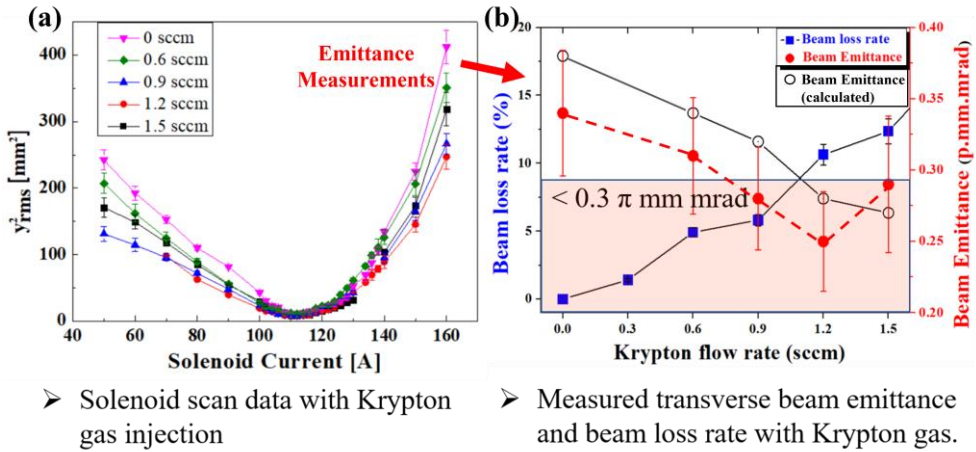 (a)
0 sccm
0.6 sccm
0.9 sccm
1.2 sccm
1.5 sccm
Emittance
Measurements
y²rms [mm²]
400
300
200
100
0
40 60 80 100 120 140 160
Solenoid Current [A]
(b)
Beam loss rate
Beam Emittance
Beam Emittance
(calculated)
< 0.3 π mm mrad
Beam loss rate (%)
20
15
10
5
0
Beam Emittance (p.mm.mrad)
0.40
0.35
0.30
0.25
0.20
0.0 0.3 0.6 0.9 1.2 1.5
Krypton flow rate (sccm)
➢ Solenoid scan data with Krypton
gas injection
➢ Measured transverse beam emittance
and beam loss rate with Krypton gas.